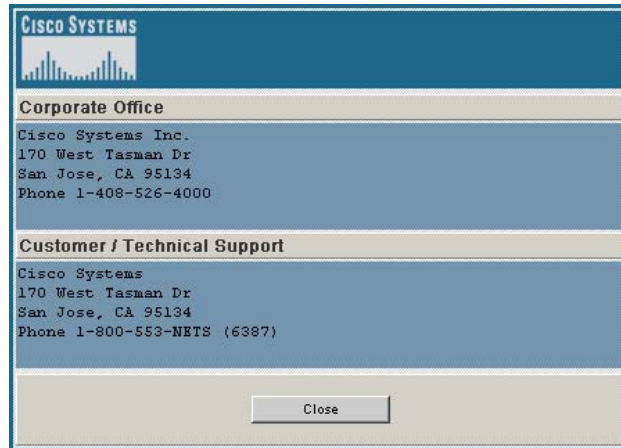 CISCO SYSTEMS
Corporate Office
Cisco Systems Inc.
170 West Tasman Dr
San Jose, CA 95134
Phone 1-408-526-4000
Customer / Technical Support
Cisco Systems
170 West Tasman Dr
San Jose, CA 95134
Phone 1-800-553-NETS (6387)
Close